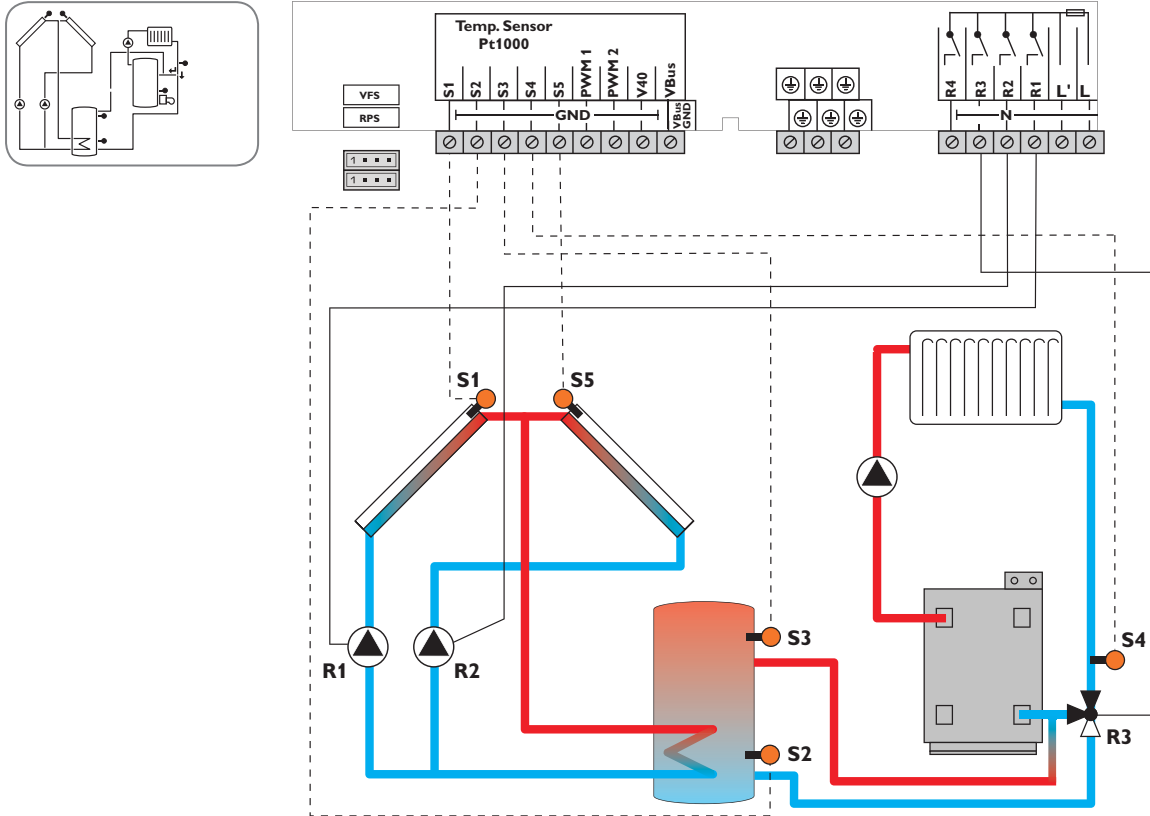 Temp. Sensor
Pt1000
VFS
RPS
S1 S2 S3 S4 S5 PWM 1 PWM 2 V40 VBus
GND
VBus
GND
R4 R3 R2 R1 L' L
N
1
1
S1
S5
S3
S4
R1
R2
S2
R3